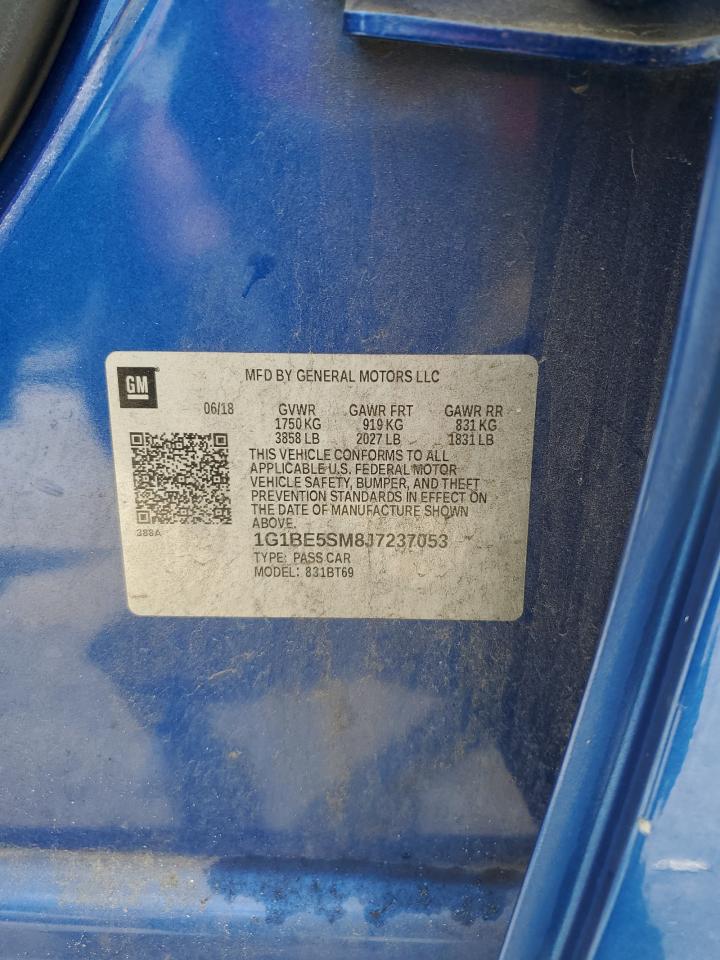 GM
MFD BY GENERAL MOTORS LLC
06/18 GVWR GAWR FRT GAWR RR
1750 KG 919 KG 831 KG
3858 LB 2027 LB 1831 LB
THIS VEHICLE CONFORMS TO ALL
APPLICABLE U.S. FEDERAL MOTOR
VEHICLE SAFETY, BUMPER, AND THEFT
PREVENTION STANDARDS IN EFFECT ON
THE DATE OF MANUFACTURE SHOWN
ABOVE.
388A
1G1BE5SM8J7237053
TYPE: PASS CAR
MODEL: 831BT69